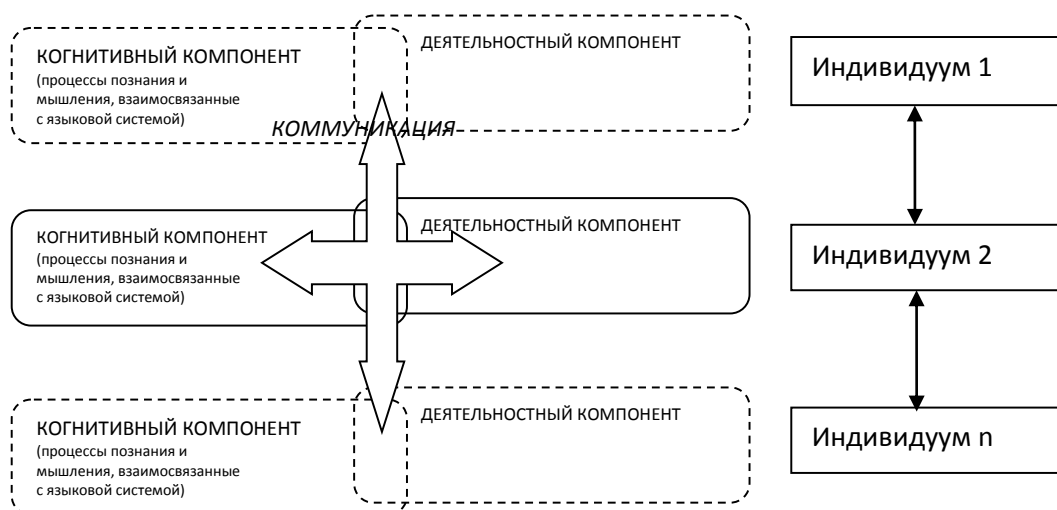 КОГНИТИВНЫЙ КОМПОНЕНТ
(процессы познания и
мышления, взаимосвязанные
с языковой системой)
ДЕЯТЕЛЬНОСТНЫЙ КОМПОНЕНТ
Индивидуум 1
КОММУНИКАЦИЯ
КОГНИТИВНЫЙ КОМПОНЕНТ
(процессы познания и
мышления, взаимосвязанные
с языковой системой)
ДЕЯТЕЛЬНОСТНЫЙ КОМПОНЕНТ
Индивидуум 2
КОГНИТИВНЫЙ КОМПОНЕНТ
(процессы познания и
мышления, взаимосвязанные
с языковой системой)
ДЕЯТЕЛЬНОСТНЫЙ КОМПОНЕНТ
Индивидуум n